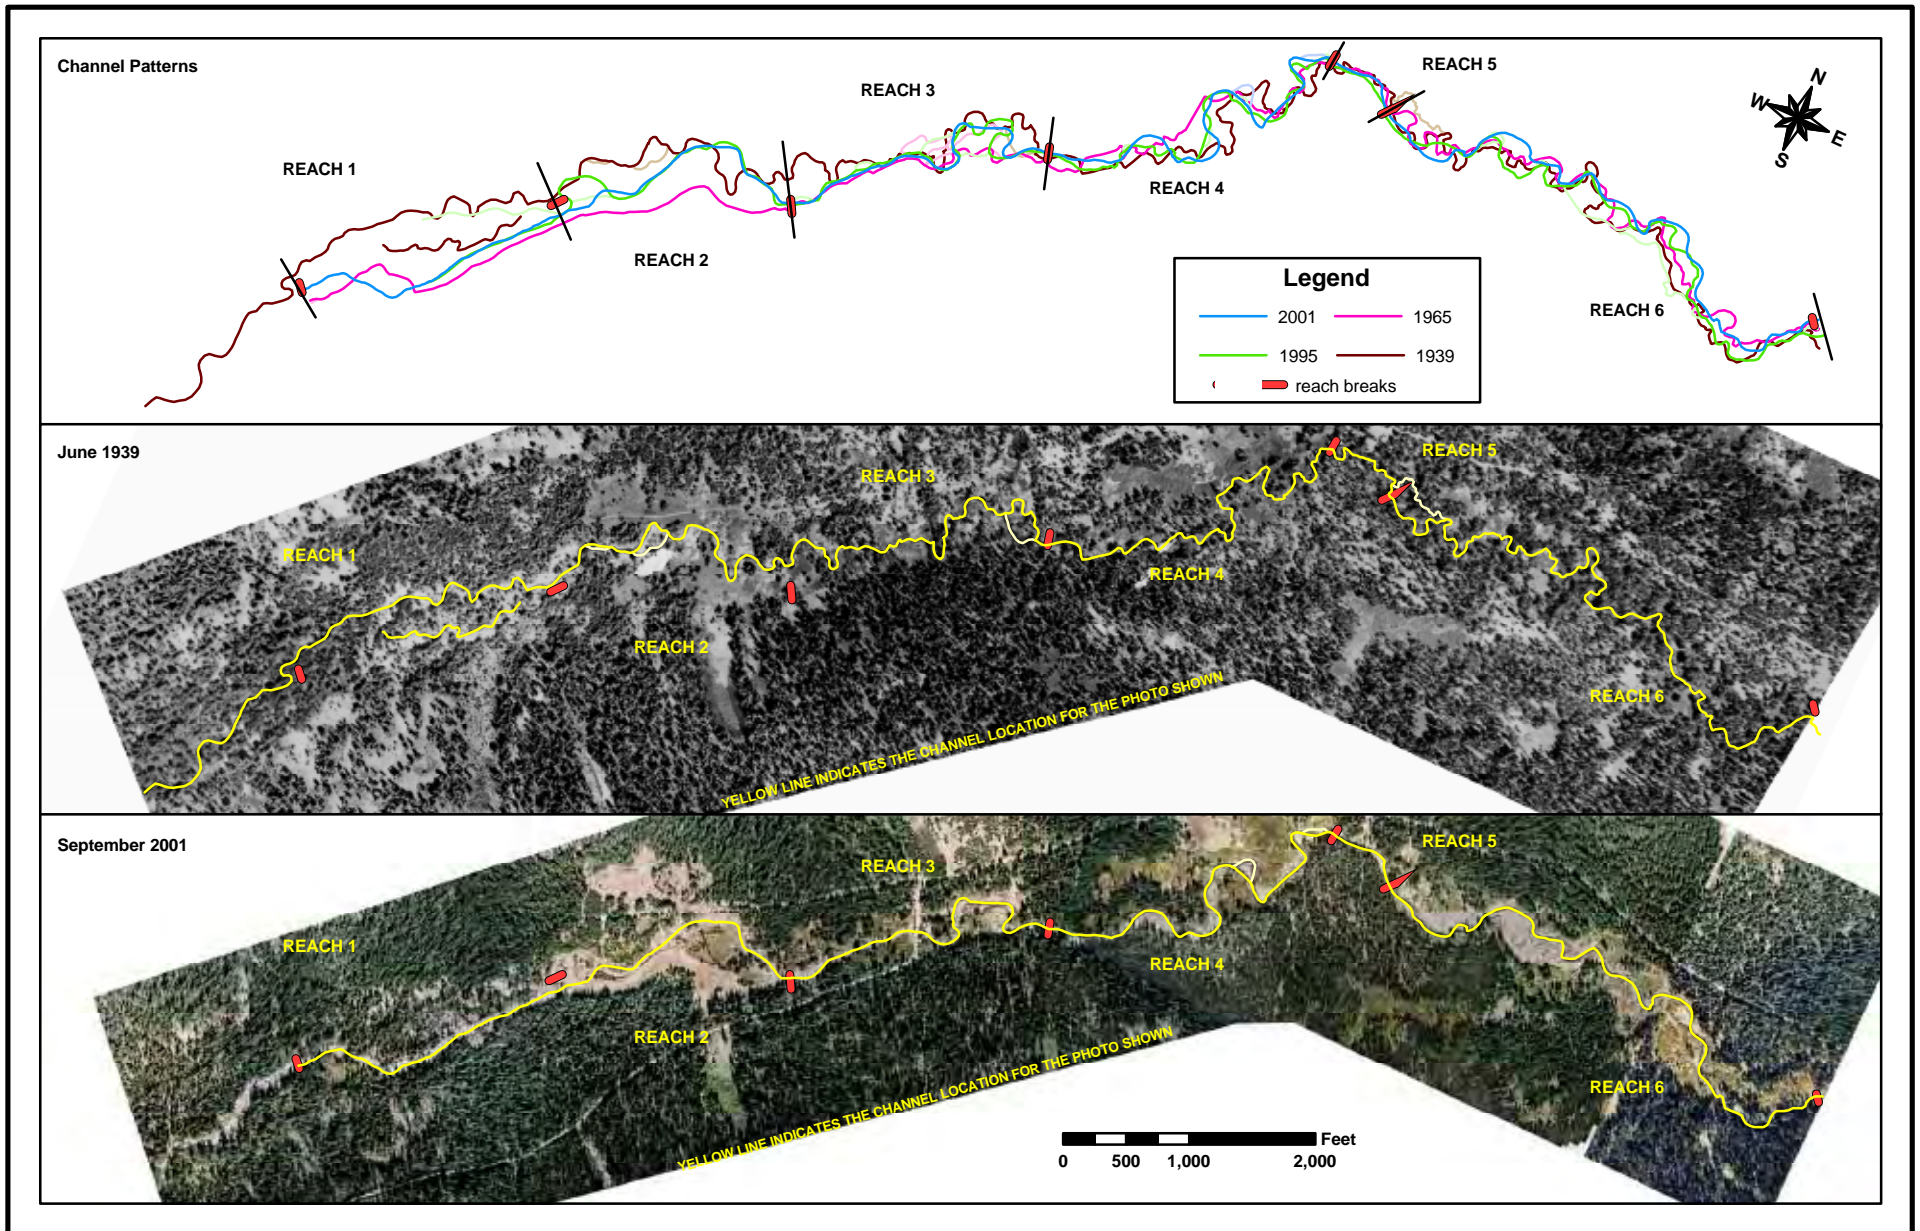 Channel Patterns
REACH 1
REACH 2
REACH 3
REACH 4
REACH 5
REACH 6
N
W
E
S
Legend
2001
1965
1995
1939
reach breaks
June 1939
REACH 1
REACH 2
REACH 3
REACH 4
REACH 5
REACH 6
YELLOW LINE INDICATES THE CHANNEL LOCATION FOR THE PHOTO SHOWN
September 2001
REACH 1
REACH 2
REACH 3
REACH 4
REACH 5
REACH 6
YELLOW LINE INDICATES THE CHANNEL LOCATION FOR THE PHOTO SHOWN
Feet
0 500 1,000 2,000